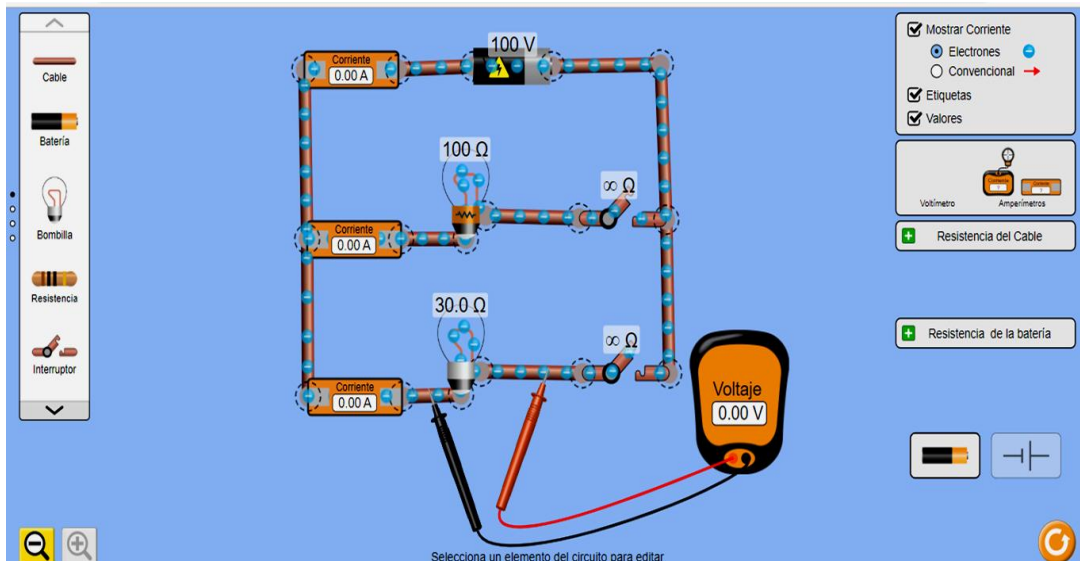 Cable
Batería
Bombilla
Resistencia
Interruptor
100 V
Corriente
0.00 A
100 Ω
∞ Ω
Corriente
0.00 A
30.0 Ω
∞ Ω
Corriente
0.00 A
Voltaje
0.00 V
Selecciona un elemento del circuito para editar
Mostrar Corriente
Electrones
Convencional
Etiquetas
Valores
Voltímetro
Amperímetros
Resistencia del Cable
Resistencia de la batería